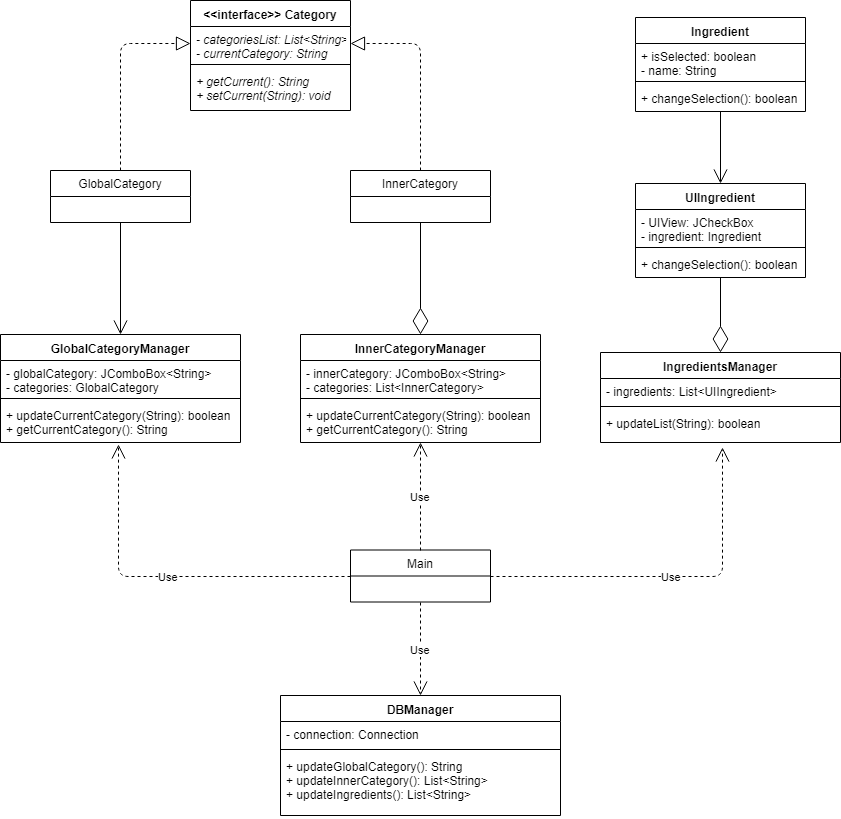 <<interface>> Category
- categoriesList: List<String>
- currentCategory: String
+ getCurrent(): String
+ setCurrent(String): void
Ingredient
+ isSelected: boolean
- name: String
+ changeSelection(): boolean
GlobalCategory
InnerCategory
UIIngredient
- UIView: JCheckBox
- ingredient: Ingredient
+ changeSelection(): boolean
GlobalCategoryManager
- globalCategory: JComboBox<String>
- categories: GlobalCategory
+ updateCurrentCategory(String): boolean
+ getCurrentCategory(): String
InnerCategoryManager
- innerCategory: JComboBox<String>
- categories: List<InnerCategory>
+ updateCurrentCategory(String): boolean
+ getCurrentCategory(): String
IngredientsManager
- ingredients: List<UIIngredient>
+ updateList(String): boolean
Use
Main
Use
Use
Use
DBManager
- connection: Connection
+ updateGlobalCategory(): String
+ updateInnerCategory(): List<String>
+ updateIngredients(): List<String>